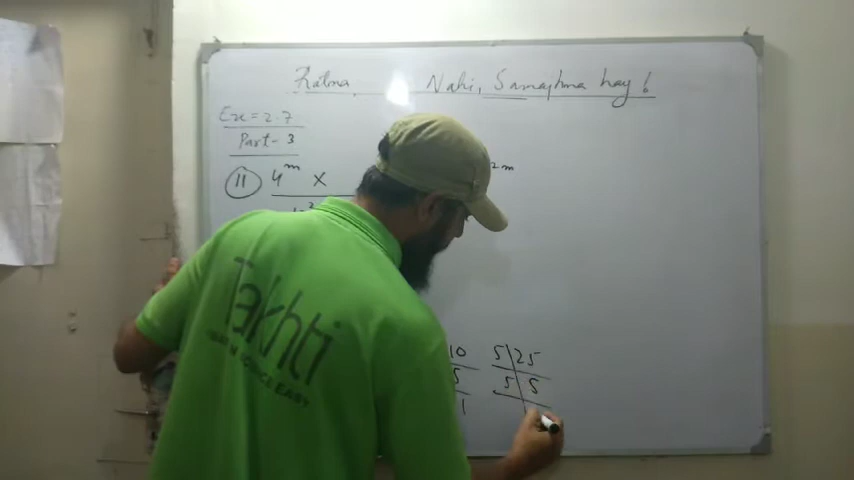 Ratna Nahi, Samajhna hay !
Ex = 2.7
Part - 3
11 4^m x 2m
10 5 25
5 5 5
1
Takhti